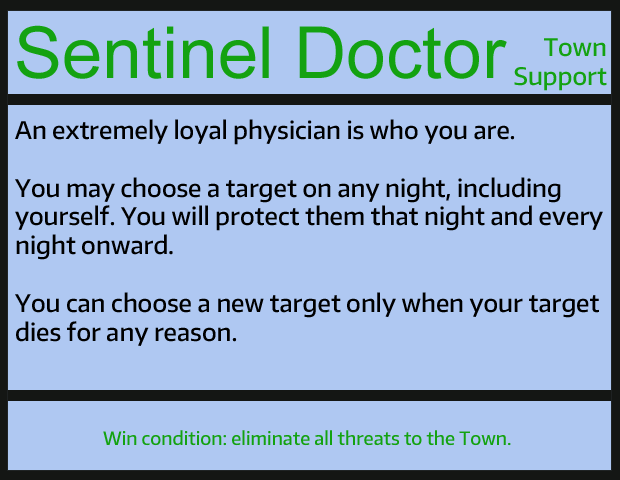 Sentinel Doctor
Town
Support
An extremely loyal physician is who you are.
You may choose a target on any night, including
yourself. You will protect them that night and every
night onward.
You can choose a new target only when your target
dies for any reason.
Win condition: eliminate all threats to the Town.